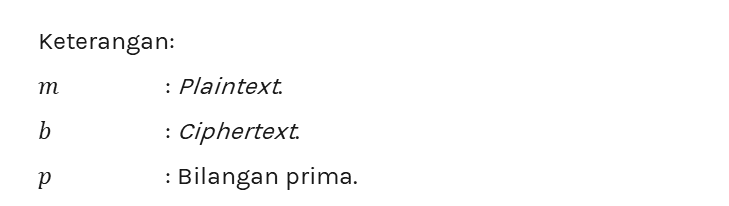 Keterangan:
m : Plaintext.
b : Ciphertext.
p : Bilangan prima.